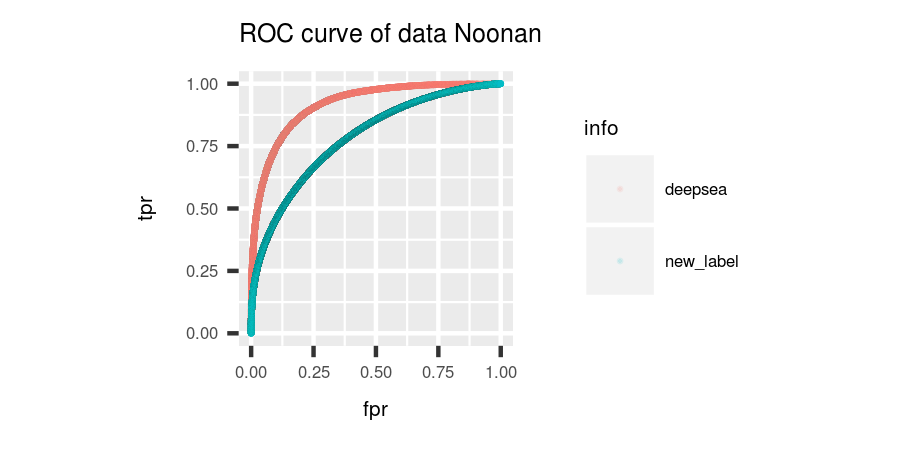 ROC curve of data Noonan
1.00
0.75
0.50
0.25
0.00
tpr
0.00 0.25 0.50 0.75 1.00
fpr
info
deepsea
new_label